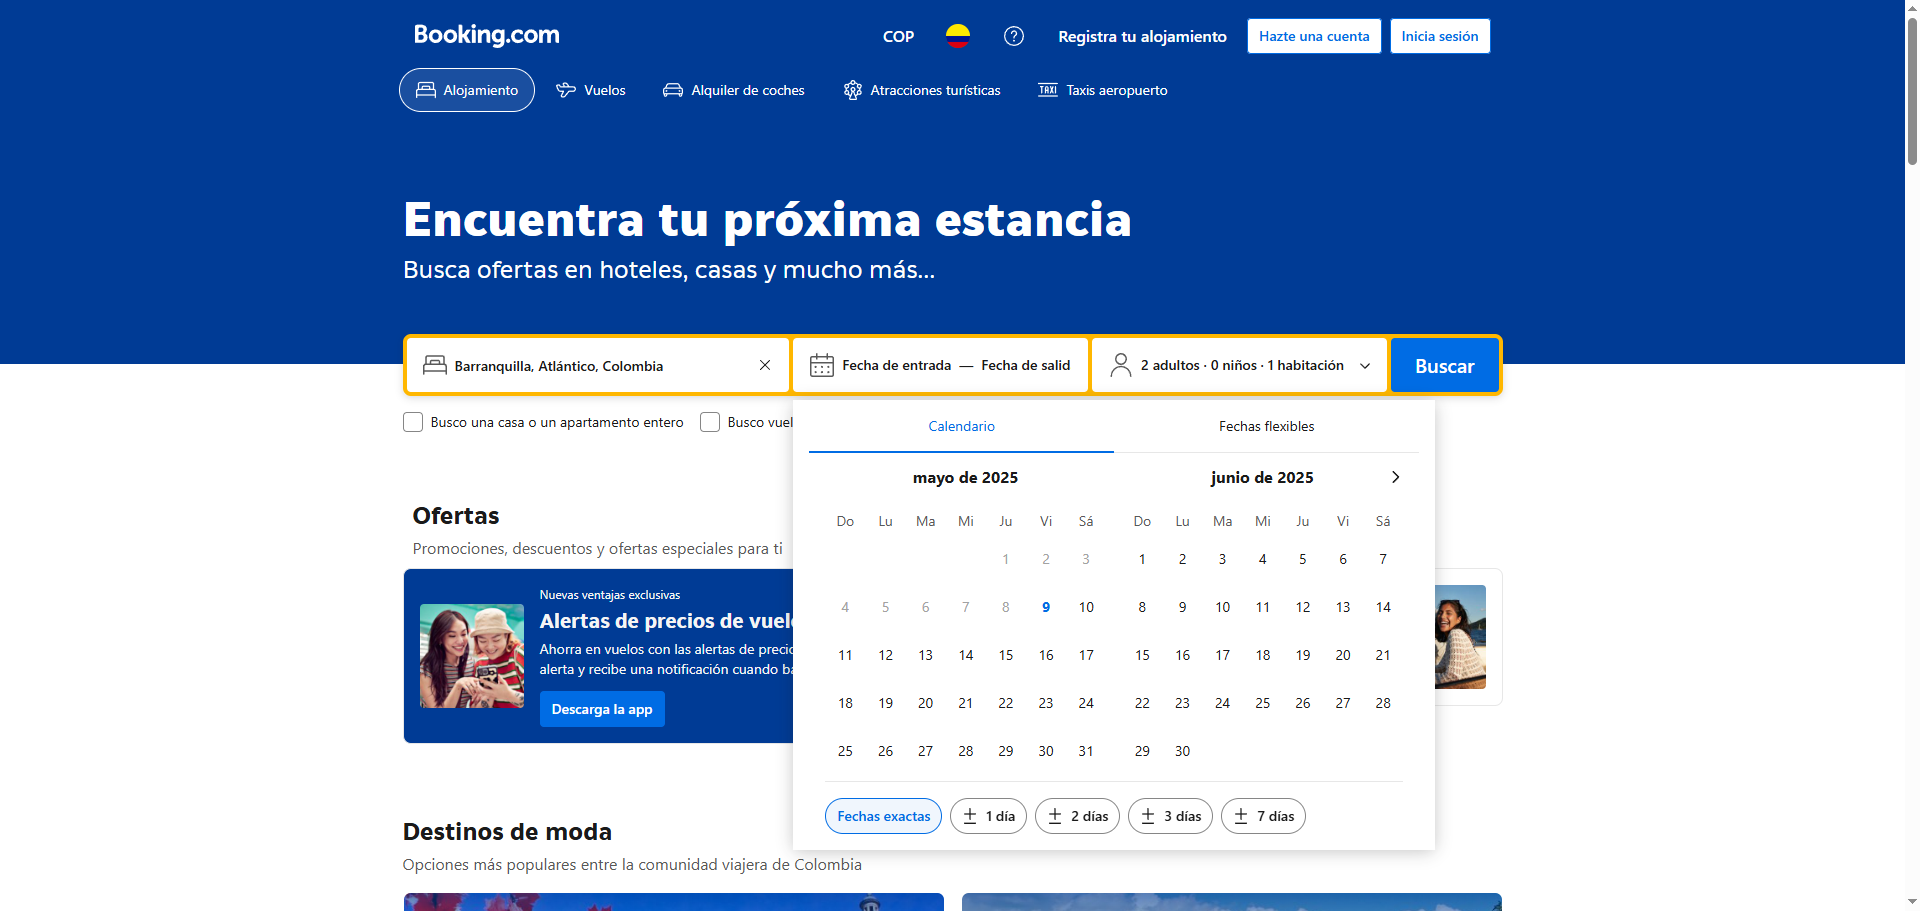 Booking.com
COP
Registra tu alojamiento
Hazte una cuenta
Inicia sesión
Alojamiento
Vuelos
Alquiler de coches
Atracciones turísticas
TAXI
Taxis aeropuerto
Encuentra tu próxima estancia
Busca ofertas en hoteles, casas y mucho más...
Barranquilla, Atlántico, Colombia
Fecha de entrada — Fecha de salid
2 adultos · 0 niños · 1 habitación
Buscar
Busco una casa o un apartamento entero
Busco vuel
Calendario
Fechas flexibles
mayo de 2025
Do Lu Ma Mi Ju Vi Sá
1 2 3
4 5 6 7 8 9 10
11 12 13 14 15 16 17
18 19 20 21 22 23 24
25 26 27 28 29 30 31
junio de 2025
Do Lu Ma Mi Ju Vi Sá
1 2 3 4 5 6 7
8 9 10 11 12 13 14
15 16 17 18 19 20 21
22 23 24 25 26 27 28
29 30
Fechas exactas
± 1 día
± 2 días
± 3 días
± 7 días
Ofertas
Promociones, descuentos y ofertas especiales para ti
Nuevas ventajas exclusivas
Alertas de precios de vuel
Ahorra en vuelos con las alertas de preci
alerta y recibe una notificación cuando ba
Descarga la app
Destinos de moda
Opciones más populares entre la comunidad viajera de Colombia